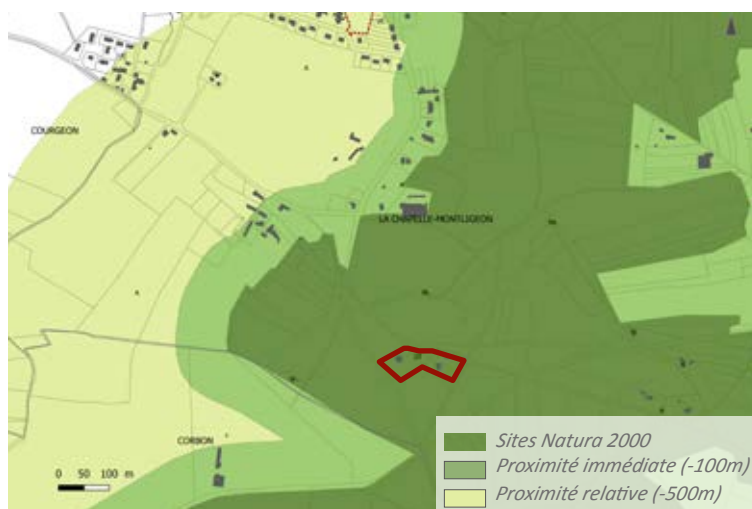 COURGEON
LA CHAPELLE-MONTLIGEON
CORBON
0 50 100 m
Sites Natura 2000
Proximité immédiate (-100m)
Proximité relative (-500m)